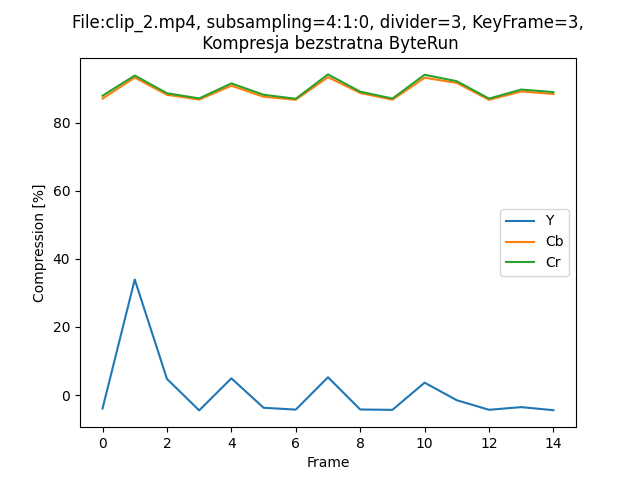 File:clip_2.mp4, subsampling=4:1:0, divider=3, KeyFrame=3,
Kompresja bezstratna ByteRun
80
60
40
20
0
Compression [%]
Y
Cb
Cr
0 2 4 6 8 10 12 14
Frame